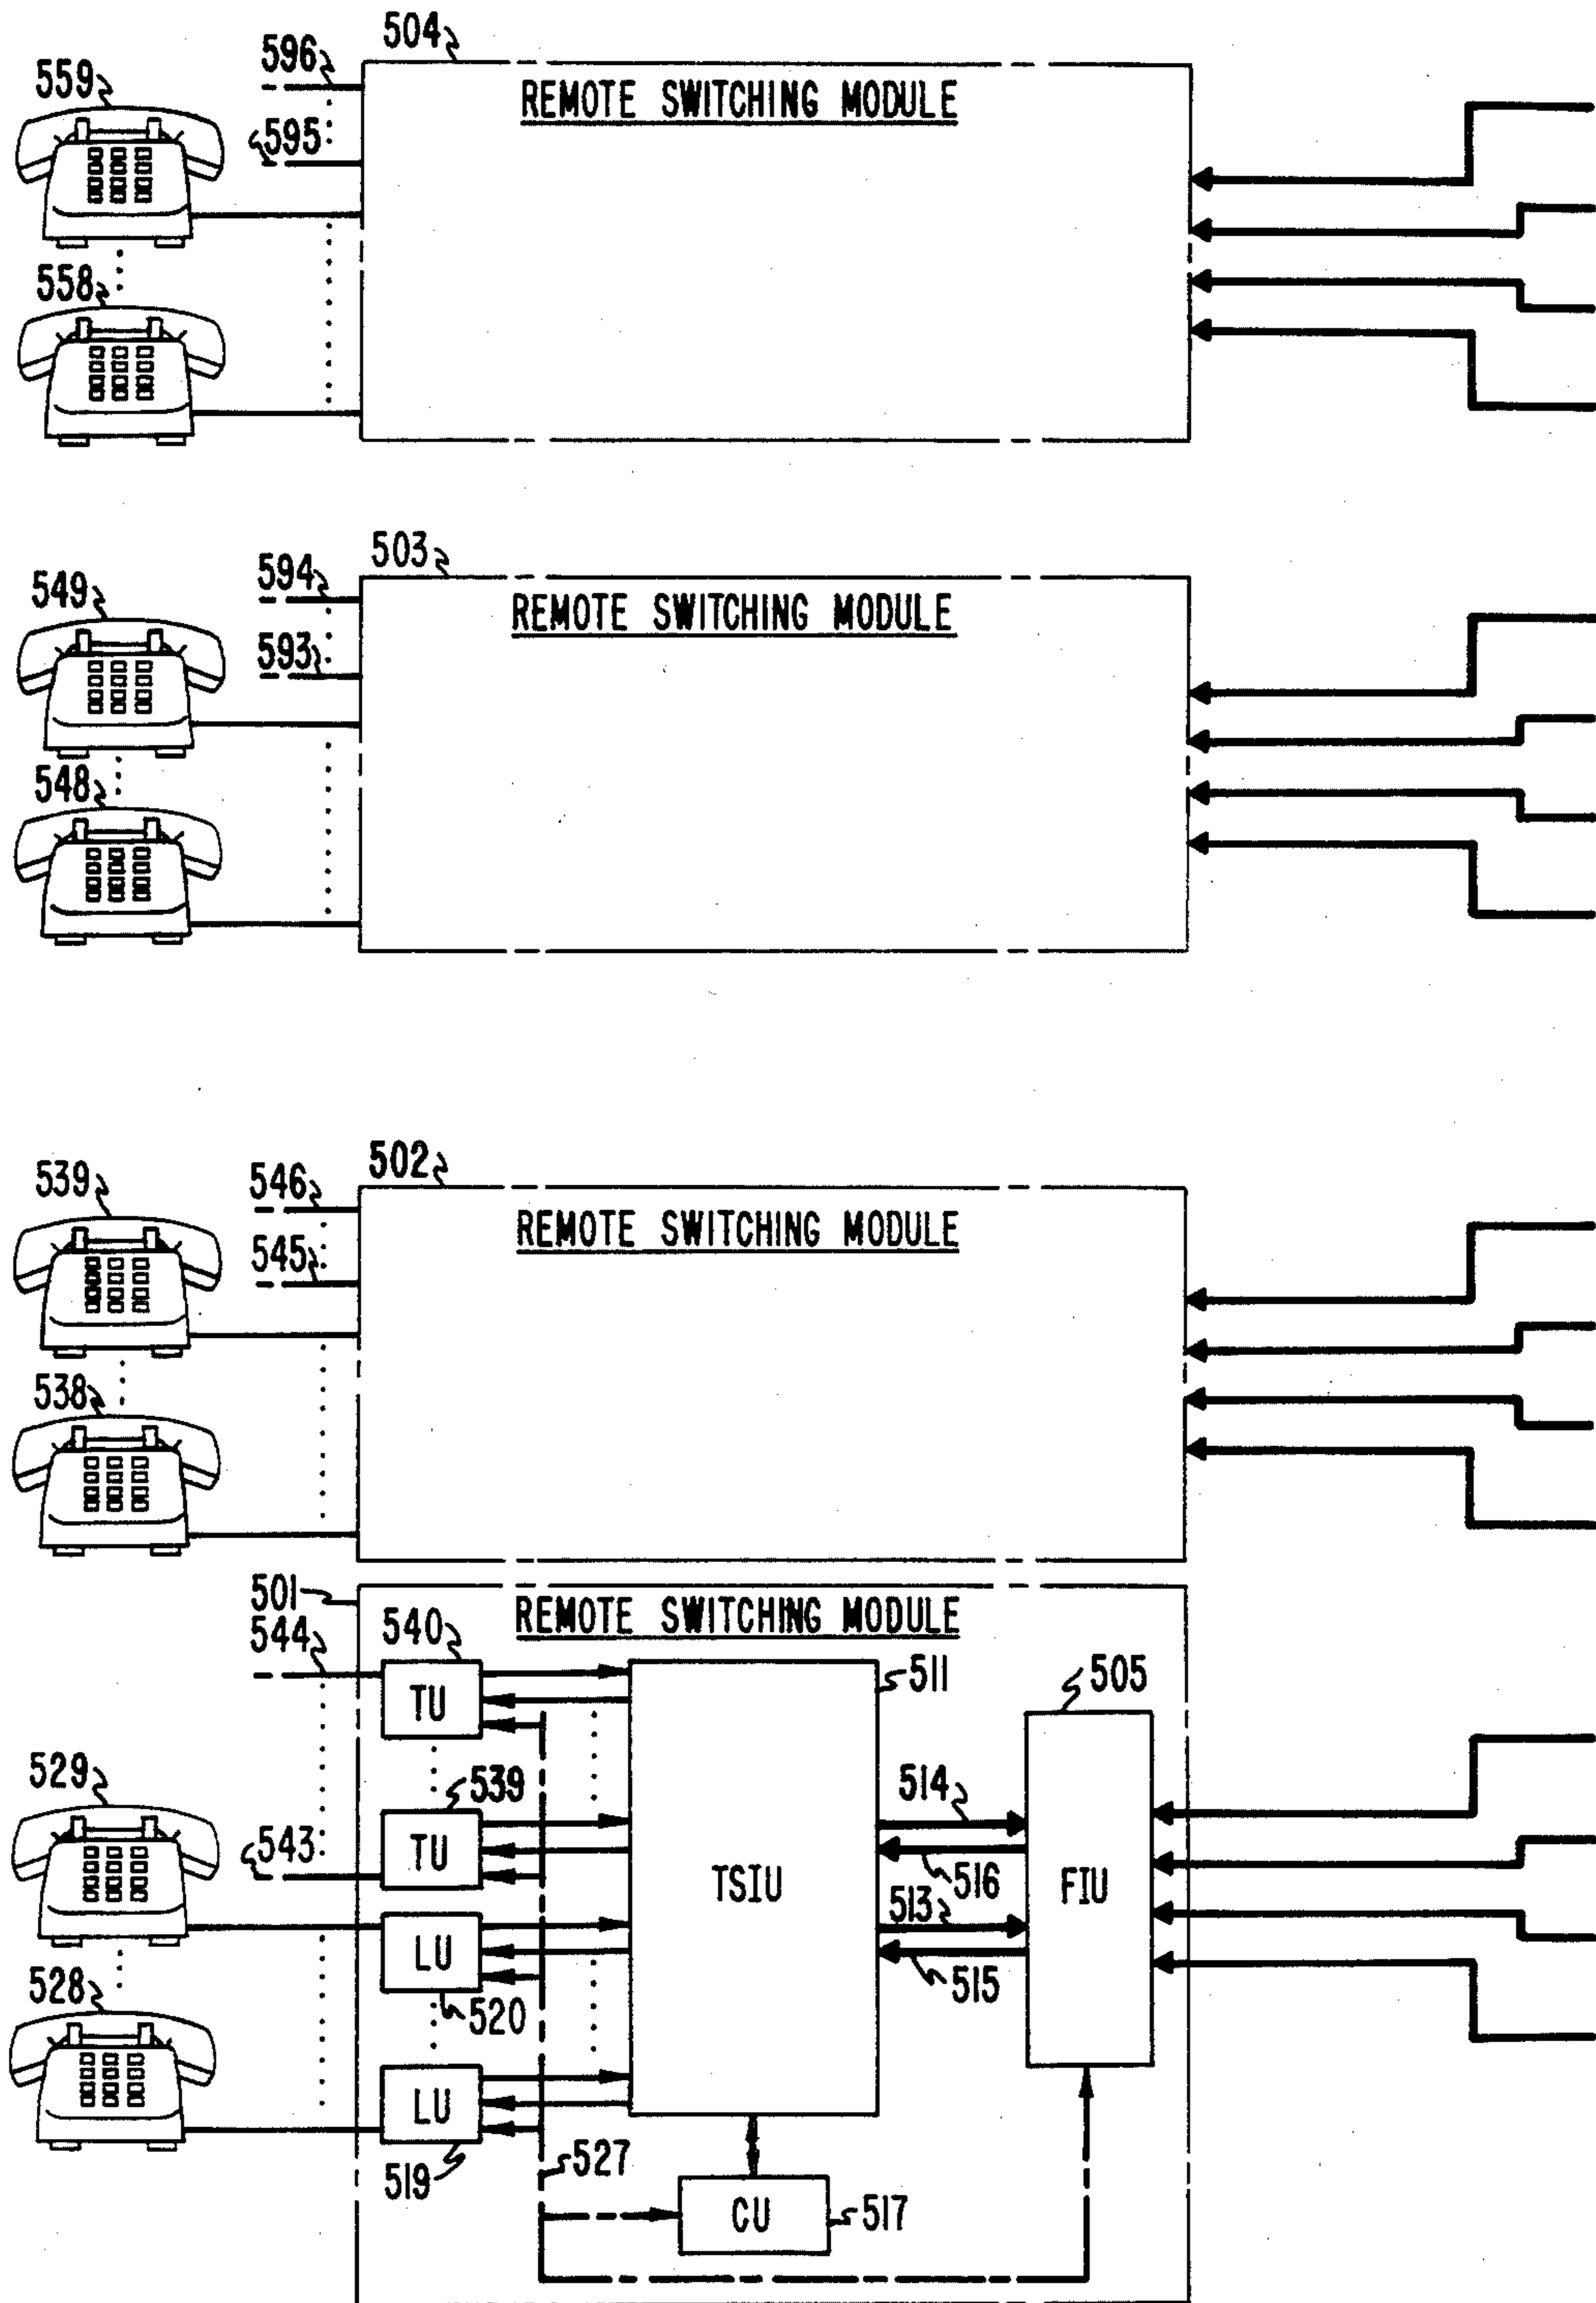 504
596
559
REMOTE SWITCHING MODULE
595
558
503
594
549
REMOTE SWITCHING MODULE
593
548
502
546
539
REMOTE SWITCHING MODULE
545
538
501
REMOTE SWITCHING MODULE
544
540
511
505
TU
529
539
514
543
TU
TSIU
516
FIU
513
LU
528
520
515
LU
519
527
CU
517